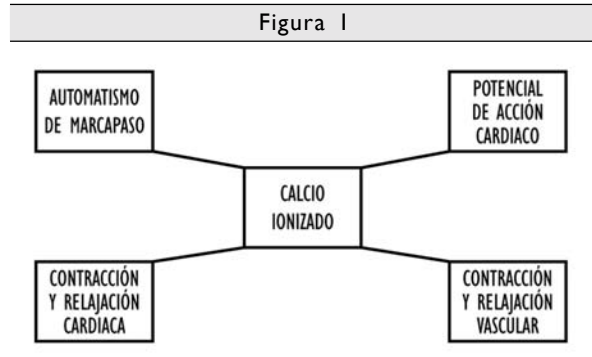 Figura 1
AUTOMATISMO
DE MARCAPASO
POTENCIAL
DE ACCIÓN
CARDIACO
CALCIO
IONIZADO
CONTRACCIÓN
Y RELAJACIÓN
CARDIACA
CONTRACCIÓN
Y RELAJACIÓN
VASCULAR